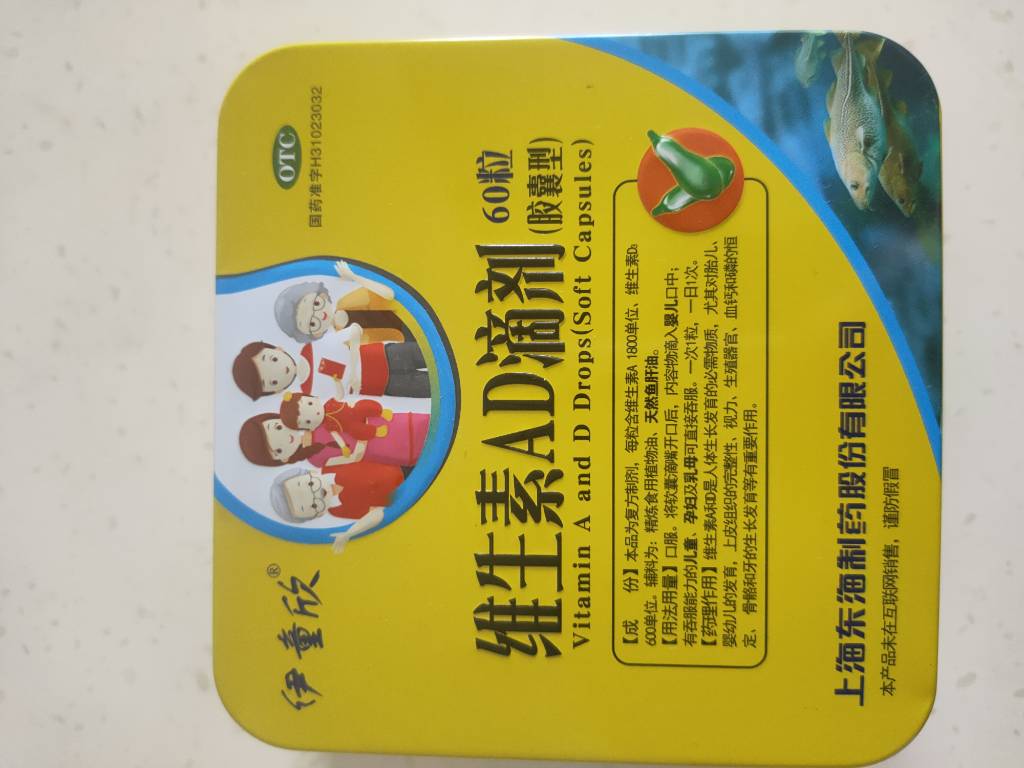 伊童欣®
OTC
国药准字H31023032
维生素AD滴剂 60粒
(胶囊型)
Vitamin A and D Drops(Soft Capsules)
【成 份】本品为复方制剂，每粒含维生素A 1800单位、维生素D₃
600单位。辅料为：精炼食用植物油、天然鱼肝油。
【用法用量】口服。将软囊滴嘴开口后，内容物滴入婴儿口中；
有吞服能力的儿童、孕妇及乳母可直接吞服。一次1粒，一日1次。
【药理作用】维生素A和D是人体生长发育的必需物质，尤其对胎儿、
婴幼儿的发育，上皮组织的完整性、视力、生殖器官、血钙和磷的恒
定、骨骼和牙的生长发育等有重要作用。
上海东海制药股份有限公司
本产品未在互联网销售，谨防假冒